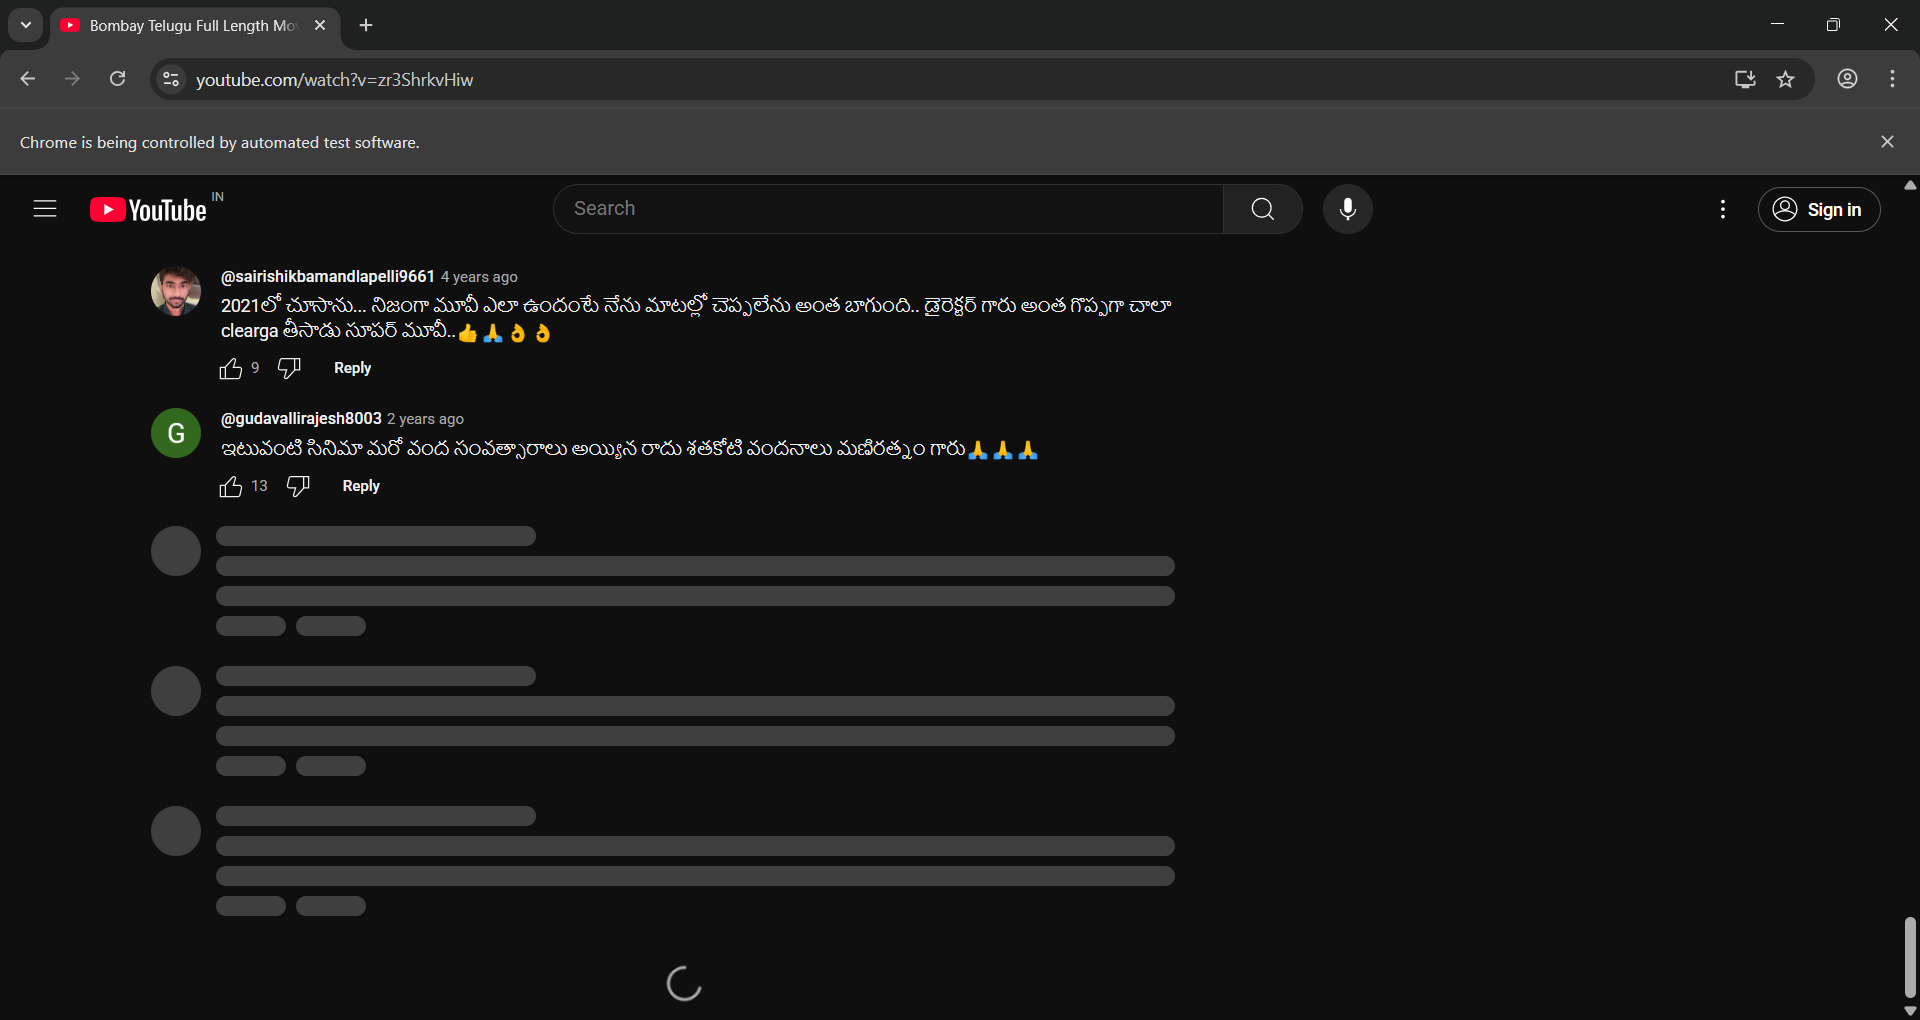 Bombay Telugu Full Length Mo
youtube.com/watch?v=zr3ShrkvHiw
Chrome is being controlled by automated test software.
YouTube IN
Search
Sign in
@sairishikbamandlapelli9661 4 years ago
2021లో చూసాను... నిజంగా మూవీ ఎలా ఉందంటే నేను మాటల్లో చెప్పలేను అంత బాగుంది.. డైరెక్టర్ గారు అంత గొప్పగా చాలా
clearga తీసాడు సూపర్ మూవీ..👍🙏👌👌
9 Reply
G
@gudavallirajesh8003 2 years ago
ఇటువంటి సినిమా మరో వంద సంవత్సారాలు అయ్యిన రాదు శతకోటి వందనాలు మణిరత్నం గారు🙏🙏🙏
13 Reply